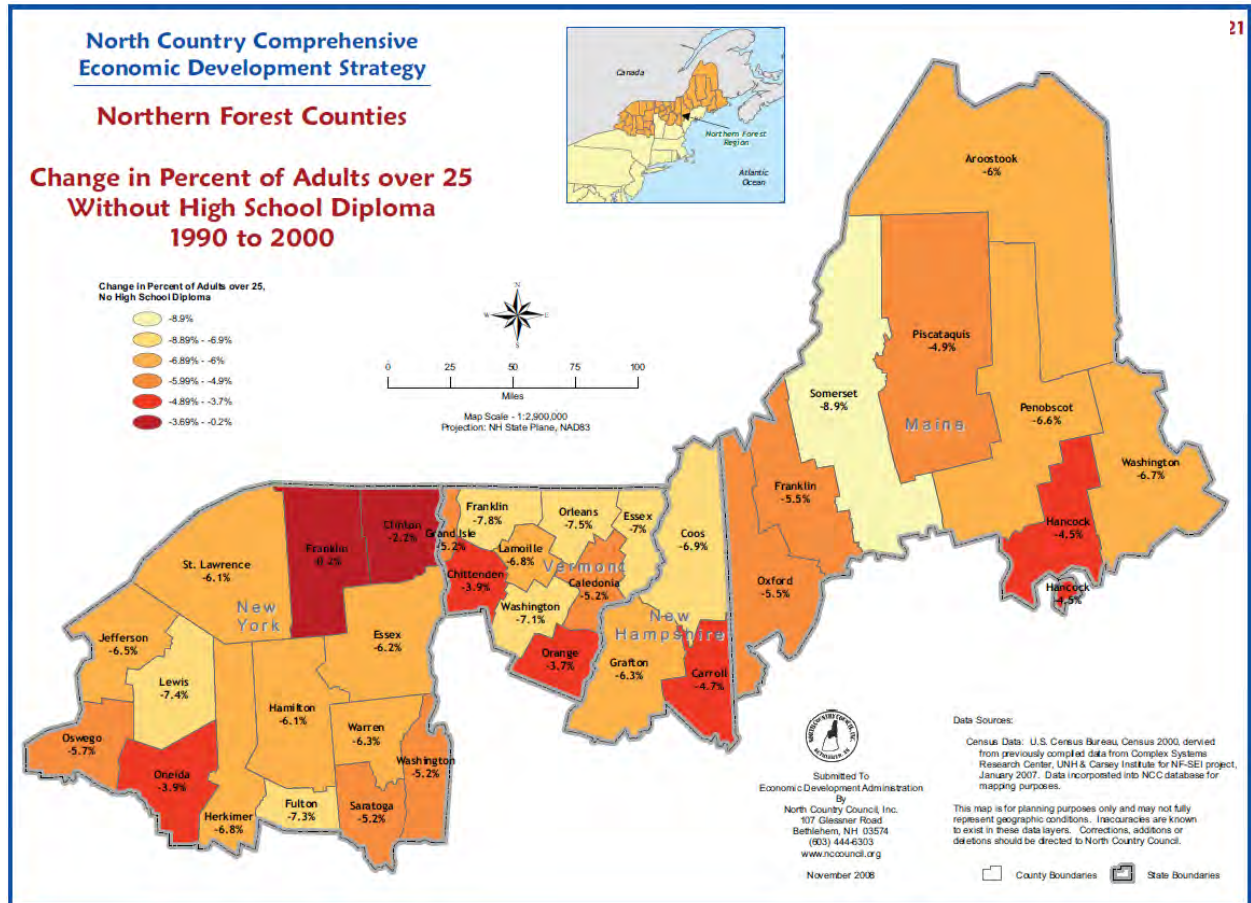 21
North Country Comprehensive
Economic Development Strategy
Northern Forest Counties
Change in Percent of Adults over 25
Without High School Diploma
1990 to 2000
Canada
Northern Forest
Region
Atlantic
Ocean
Change in Percent of Adults over 25,
No High School Diploma
-8.9%
-8.89% - -6.9%
-6.89% - -6%
-5.99% - -4.9%
-4.89% - -3.7%
-3.69% - -0.2%
N
W
E
S
0 25 50 75 100
Miles
Map Scale - 1:2,900,000
Projection: NH State Plane, NAD83
Aroostook
-6%
Piscataquis
-4.9%
Somerset
-8.9%
Maine
Penobscot
-6.6%
Washington
-6.7%
Franklin
-5.5%
Hancock
-4.5%
Hancock
-4.5%
Oxford
-5.5%
Coos
-6.9%
New
Hampshire
Grafton
-6.3%
Carroll
-4.7%
Franklin
-7.8%
Orleans
-7.5%
Essex
-7%
Grand Isle
-5.2%
Lamoille
-6.8%
Vermont
Chittenden
-3.9%
Caledonia
-5.2%
Washington
-7.1%
Orange
-3.7%
Clinton
-2.2%
Franklin
-0.2%
St. Lawrence
-6.1%
New
York
Jefferson
-6.5%
Essex
-6.2%
Lewis
-7.4%
Hamilton
-6.1%
Warren
-6.3%
Oswego
-5.7%
Washington
-5.2%
Oneida
-3.9%
Herkimer
-6.8%
Fulton
-7.3%
Saratoga
-5.2%
Submitted To
Economic Development Administration
By
North Country Council, Inc.
107 Glessner Road
Bethlehem, NH 03574
(603) 444-6303
www.nccouncil.org
November 2008
Data Sources:
Census Data: U.S. Census Bureau, Census 2000, dervied
from previously compiled data from Complex Systems
Research Center, UNH & Carsey Institute for NF-SEI project,
January 2007. Data incorporated into NCC database for
mapping purposes.
This map is for planning purposes only and may not fully
represent geographic conditions. Inaccuracies are known
to exist in these data layers. Corrections, additions or
deletions should be directed to North Country Council.
County Boundaries
State Boundaries